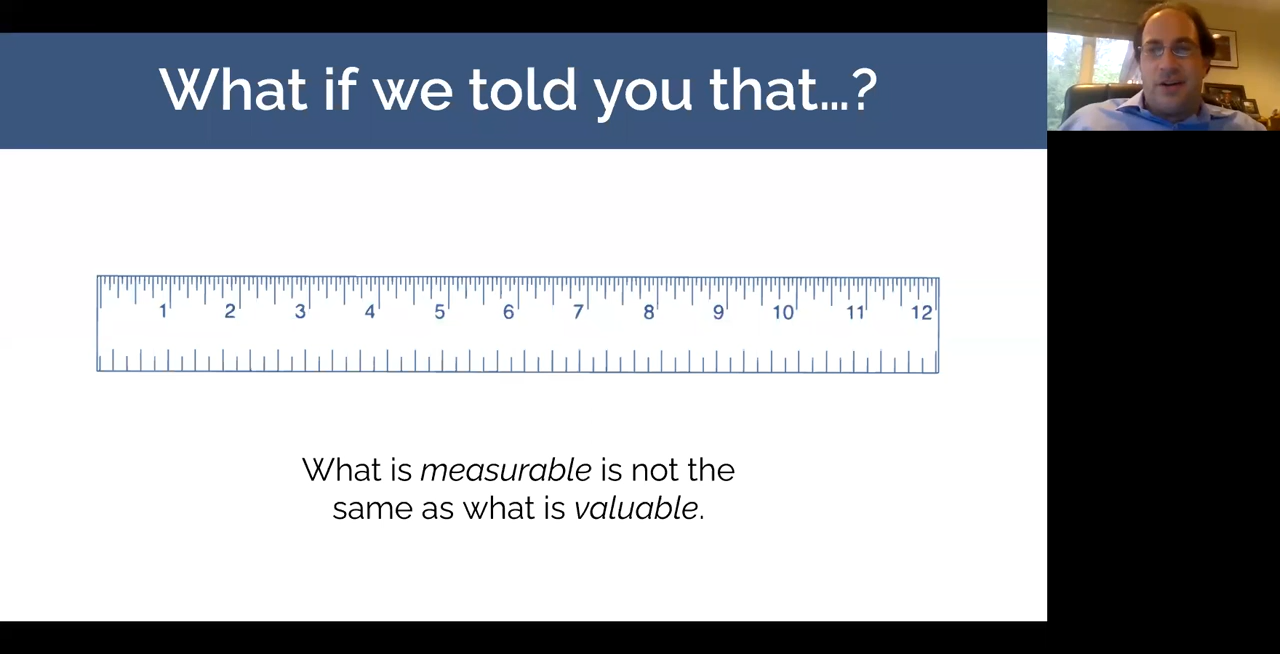 What if we told you that...?
1 2 3 4 5 6 7 8 9 10 11 12
What is measurable is not the
same as what is valuable.